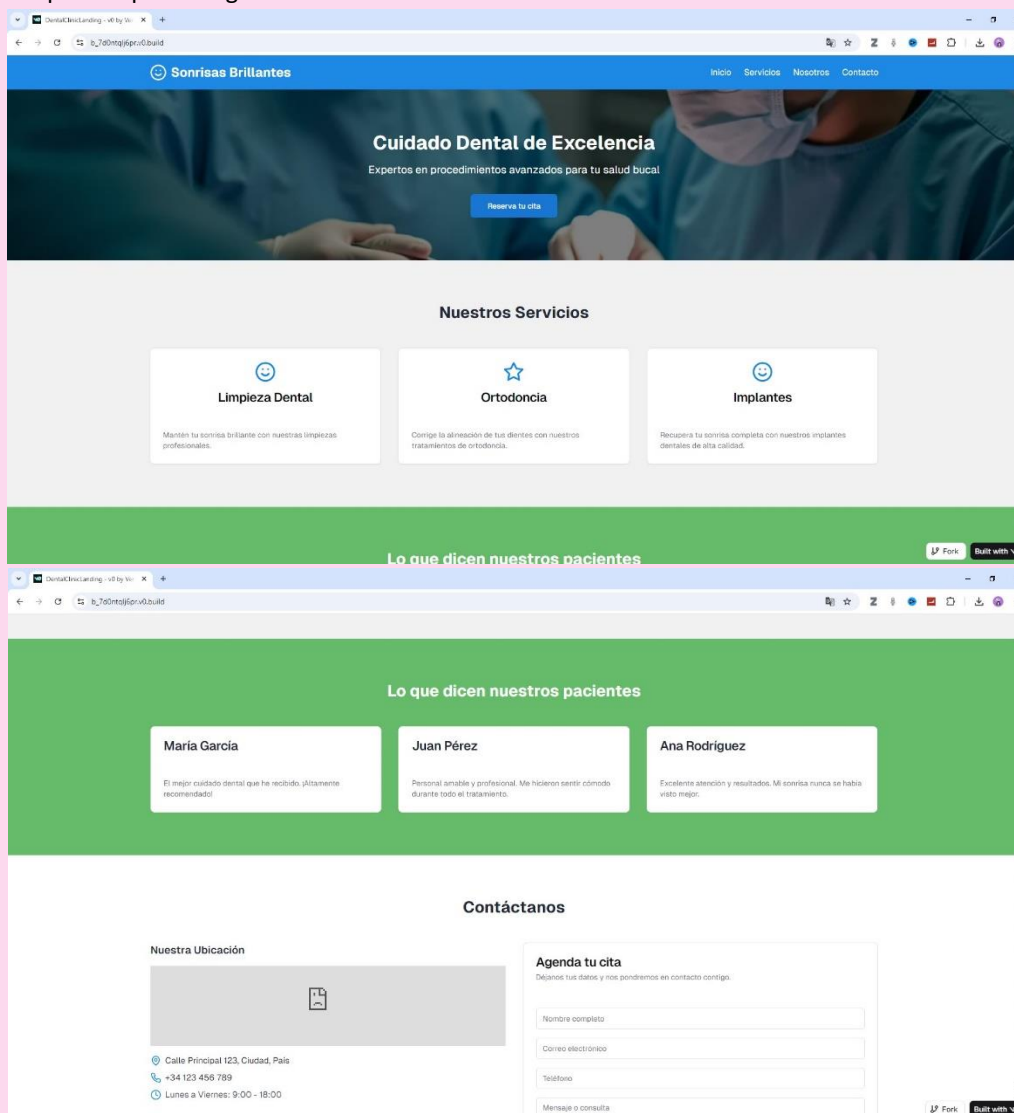 DentalClinicLanding - v0 by Ve
b_7d0ntqlj6pr.v0.build
Sonrisas Brillantes
Inicio Servicios Nosotros Contacto
Cuidado Dental de Excelencia
Expertos en procedimientos avanzados para tu salud bucal
Reserva tu cita
Nuestros Servicios
Limpieza Dental
Ortodoncia
Implantes
Mantén tu sonrisa brillante con nuestras limpiezas
profesionales.
Corrige la alineación de tus dientes con nuestros
tratamientos de ortodoncia.
Recupera tu sonrisa completa con nuestros implantes
dentales de alta calidad.
Lo que dicen nuestros pacientes
Fork
Built with
DentalClinicLanding - v0 by Ve
b_7d0ntqlj6pr.v0.build
Lo que dicen nuestros pacientes
María García
Juan Pérez
Ana Rodríguez
El mejor cuidado dental que he recibido. ¡Altamente
recomendado!
Personal amable y profesional. Me hicieron sentir cómodo
durante todo el tratamiento.
Excelente atención y resultados. Mi sonrisa nunca se había
visto mejor.
Contáctanos
Nuestra Ubicación
Calle Principal 123, Ciudad, País
+34 123 456 789
Lunes a Viernes: 9:00 - 18:00
Agenda tu cita
Déjanos tus datos y nos pondremos en contacto contigo.
Nombre completo
Correo electrónico
Teléfono
Mensaje o consulta
Fork
Built with